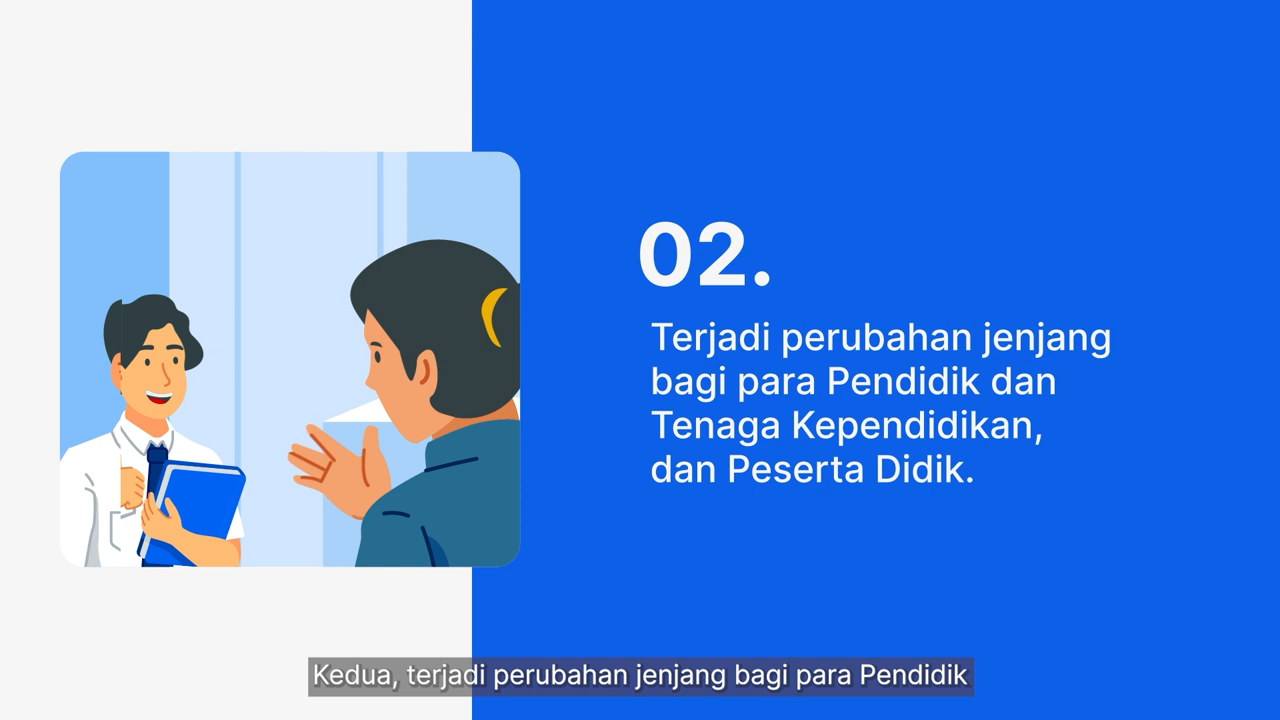 02.
Terjadi perubahan jenjang
bagi para Pendidik dan
Tenaga Kependidikan,
dan Peserta Didik.
Kedua, terjadi perubahan jenjang bagi para Pendidik